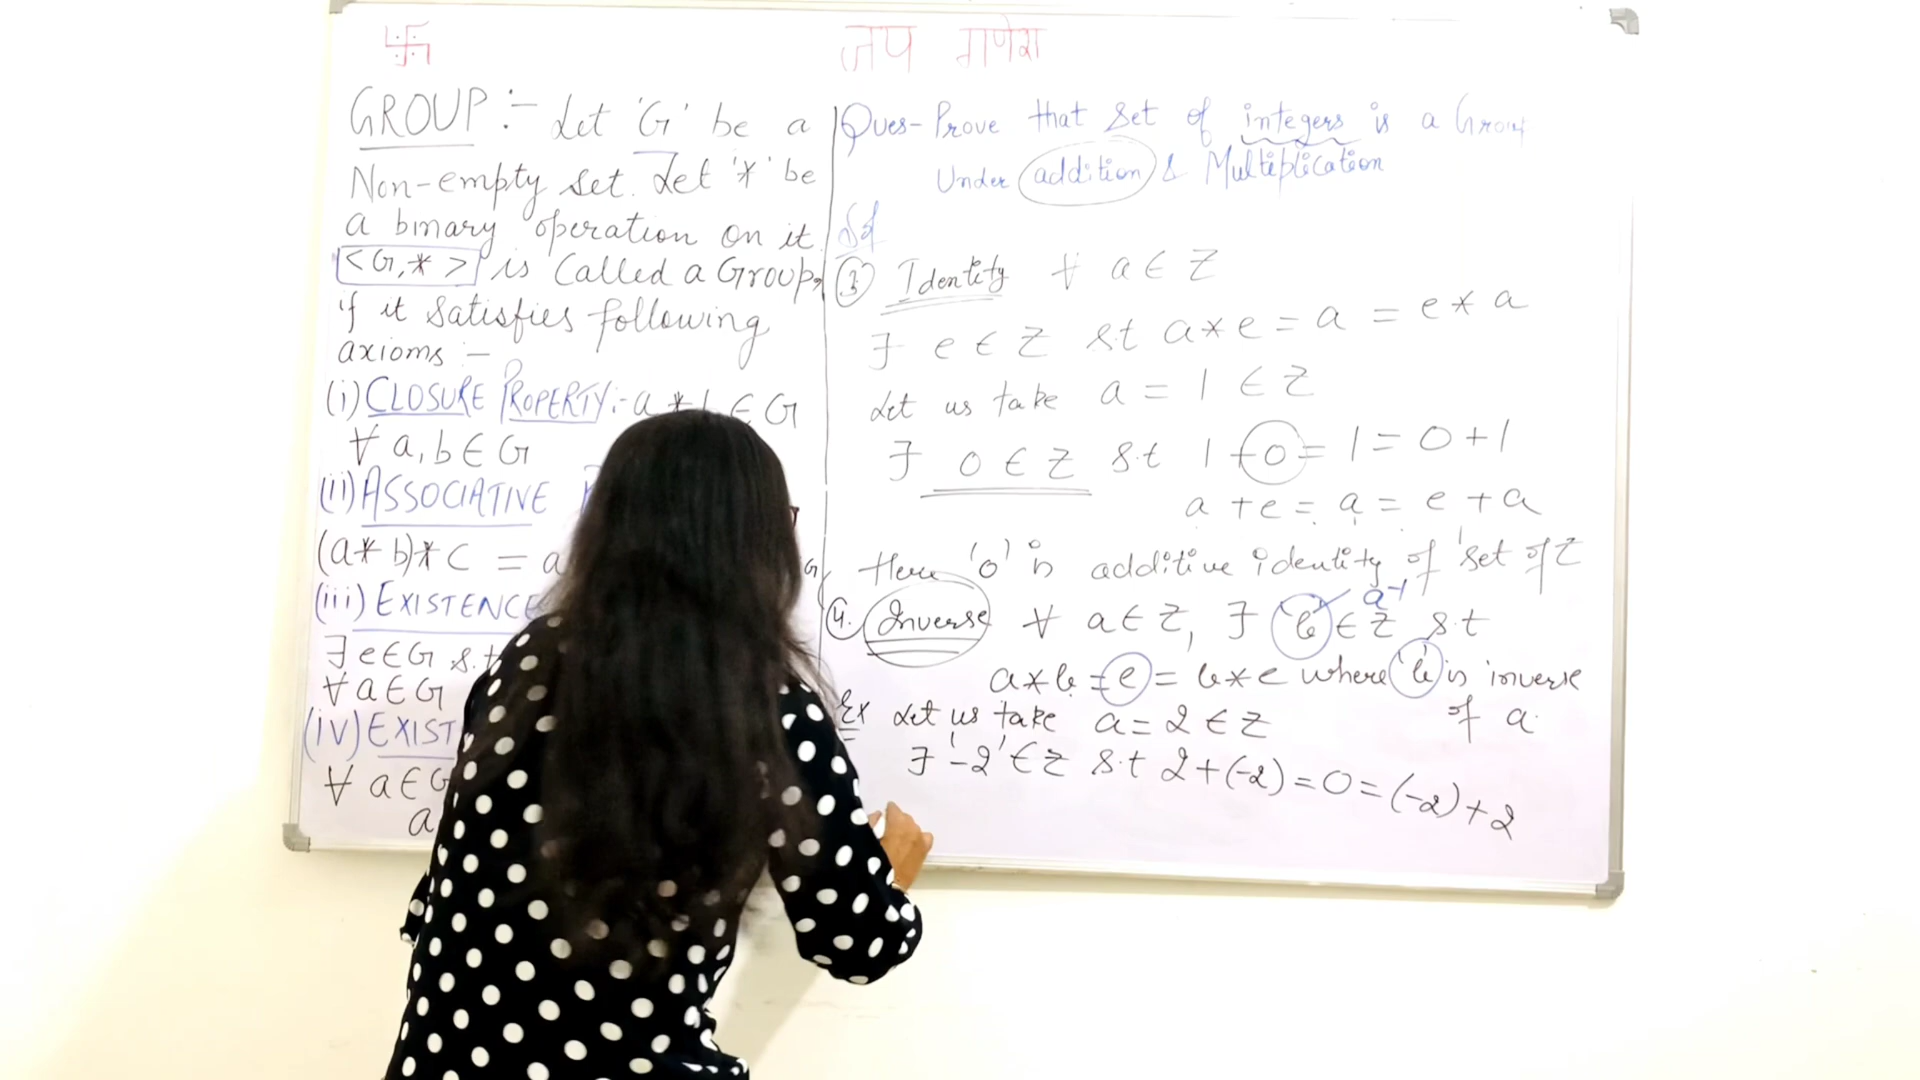 जय गणेश
GROUP :- Let 'G' be a
Non-empty set. Let '*' be
a binary operation on it.
<G,*> is called a Group,
if it satisfies following
axioms :-
(i) CLOSURE PROPERTY:- a * b ∈ G
∀ a, b ∈ G
(ii) ASSOCIATIVE
(a * b) * c = a
G
(iii) EXISTENCE
∃ e ∈ G s.t
∀ a ∈ G
(iv) EXIST
∀ a ∈ G
a
Ques- Prove that set of integers is a Group
Under addition & Multiplication
Sol
(3) Identity ∀ a ∈ Z
∃ e ∈ Z s.t a * e = a = e * a
Let us take a = 1 ∈ Z
∃ 0 ∈ Z s.t 1 + 0 = 1 = 0 + 1
a + e = a = e + a
Here '0' is additive identity of 'set of Z
a⁻¹
(4. Inverse ∀ a ∈ Z, ∃ b ∈ Z s.t
a * b = e = b * e where 'b' is inverse
of a.
Ex Let us take a = 2 ∈ Z
∃ '-2' ∈ Z s.t 2 + (-2) = 0 = (-2) + 2